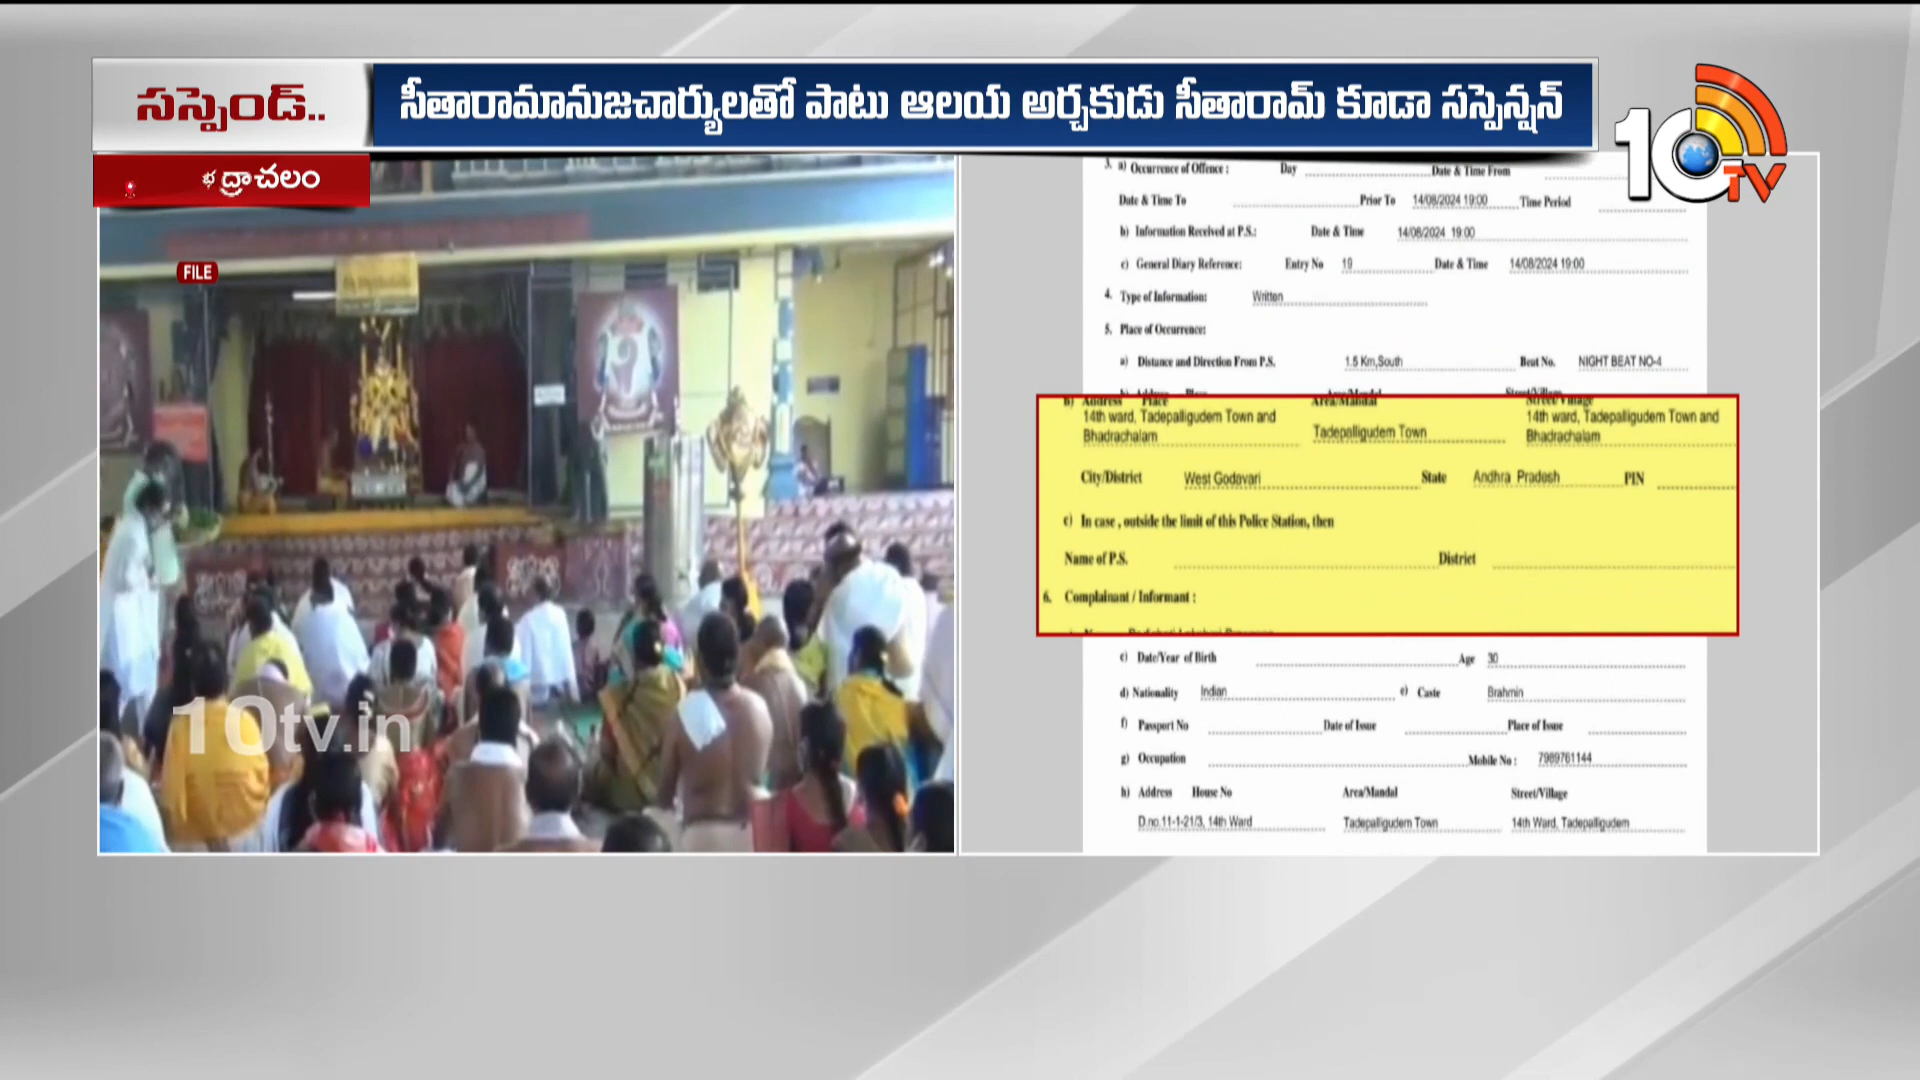 సస్పెండ్..
సీతారామానుజచార్యులతో పాటు ఆలయ అర్చకుడు సీతారామ్ కూడా సస్పెన్షన్
10TV
భద్రాచలం
FILE
10tv.in
3. a) Occurrence of Offence : Day Date & Time From
Date & Time To Prior To 14/08/2024 19:00 Time Period
b) Information Received at P.S.: Date & Time 14/08/2024 19:00
c) General Diary Reference: Entry No 19 Date & Time 14/08/2024 19:00
4. Type of Information: Written
5. Place of Occurrence:
a) Distance and Direction From P.S. 1.5 Km,South Beat No. NIGHT BEAT NO-4
b) Address Place Area/Mandal Street/Village
14th ward, Tadepalligudem Town and Bhadrachalam Tadepalligudem Town 14th ward, Tadepalligudem Town and Bhadrachalam
City/District West Godavari State Andhra Pradesh PIN
c) In case , outside the limit of this Police Station, then
Name of P.S. District
6. Complainant / Informant :
c) Date/Year of Birth Age 30
d) Nationality Indian e) Caste Brahmin
f) Passport No Date of Issue Place of Issue
g) Occupation Mobile No : 7989761144
h) Address House No Area/Mandal Street/Village
D.no.11-1-21/3, 14th Ward Tadepalligudem Town 14th Ward, Tadepalligudem